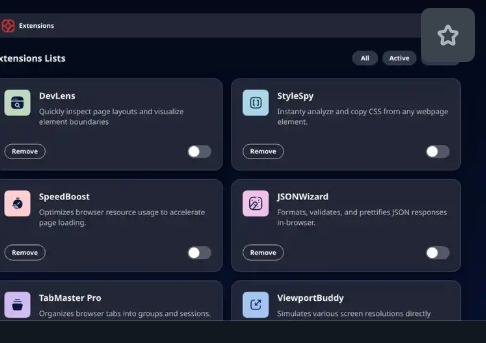 Extensions
xtensions Lists
All
Active
DevLens
Quickly inspect page layouts and visualize
element boundaries
Remove
StyleSpy
Instanty analyze and copy CSS from any webpage
element.
Remove
SpeedBoost
Optimizes browser resource usage to accelerate
page loading.
Remove
JSONWizard
Formats, validates, and prettifies JSON responses
in-browser.
Remove
TabMaster Pro
Organizes browser tabs into groups and sessions.
ViewportBuddy
Simulates various screen resolutions directly